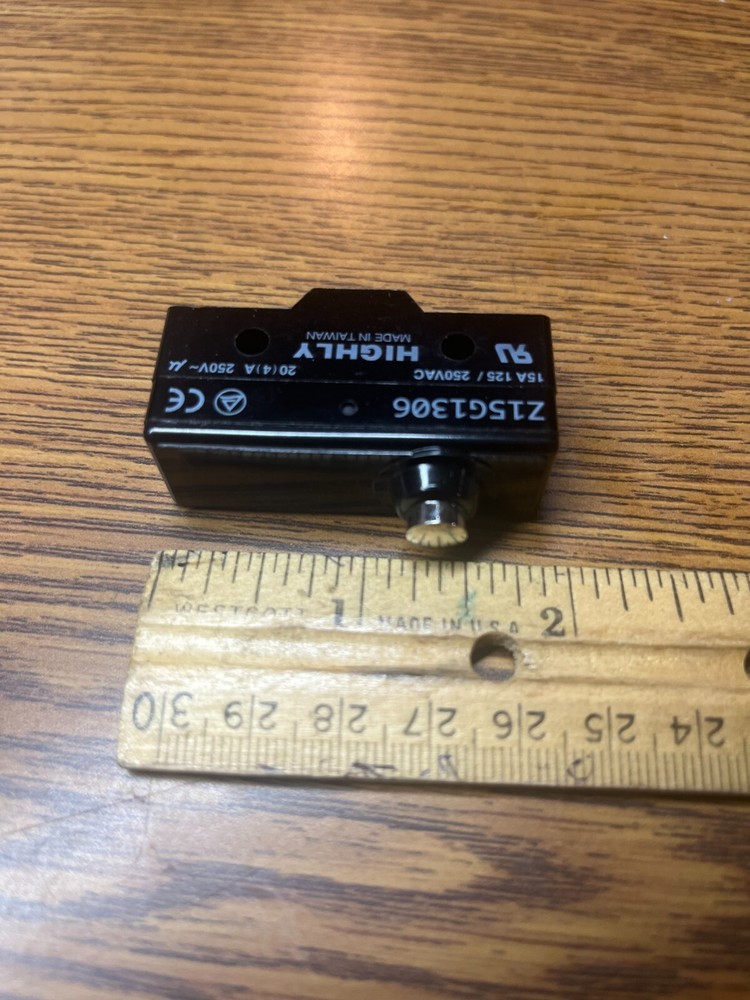 Z15G1306
CE
15A 125 / 250VAC
20(4)A 250V~ µ
HIGHLY
MADE IN TAIWAN
WESTCOTT
1
MADE IN U.S.A
2
30 29 28 27 26 25 24